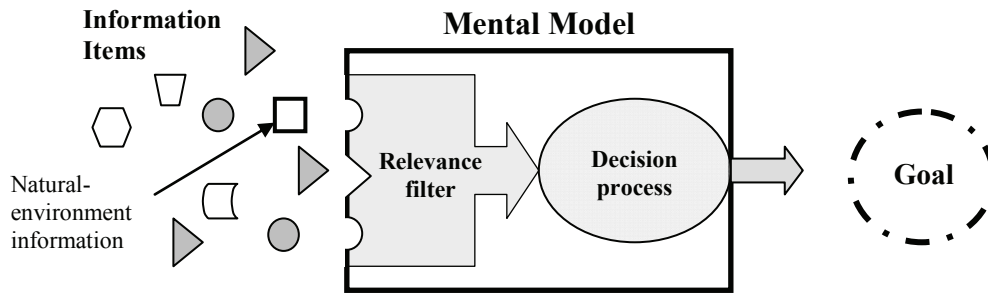 Information
Items
Mental Model
Relevance
filter
Decision
process
Goal
Natural-
environment
information